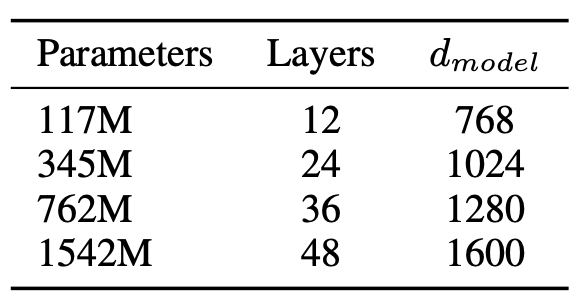 Parameters Layers d_model
117M 12 768
345M 24 1024
762M 36 1280
1542M 48 1600